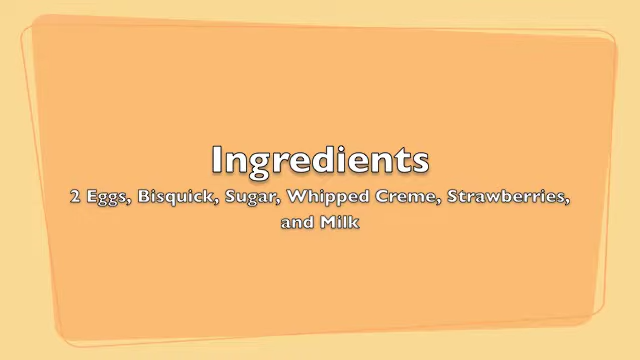 Ingredients
2 Eggs, Bisquick, Sugar, Whipped Creme, Strawberries,
and Milk